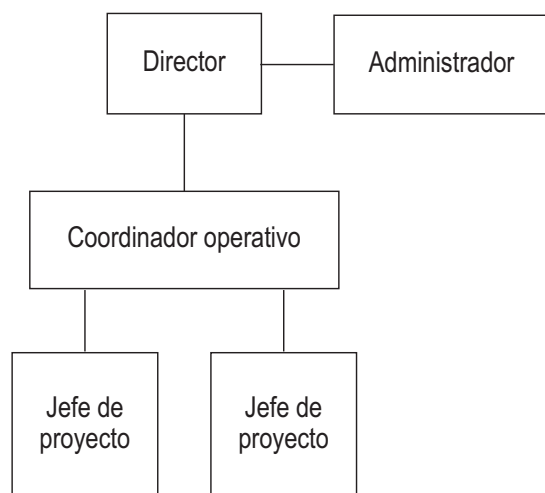 Director
Administrador
Coordinador operativo
Jefe de
proyecto
Jefe de
proyecto